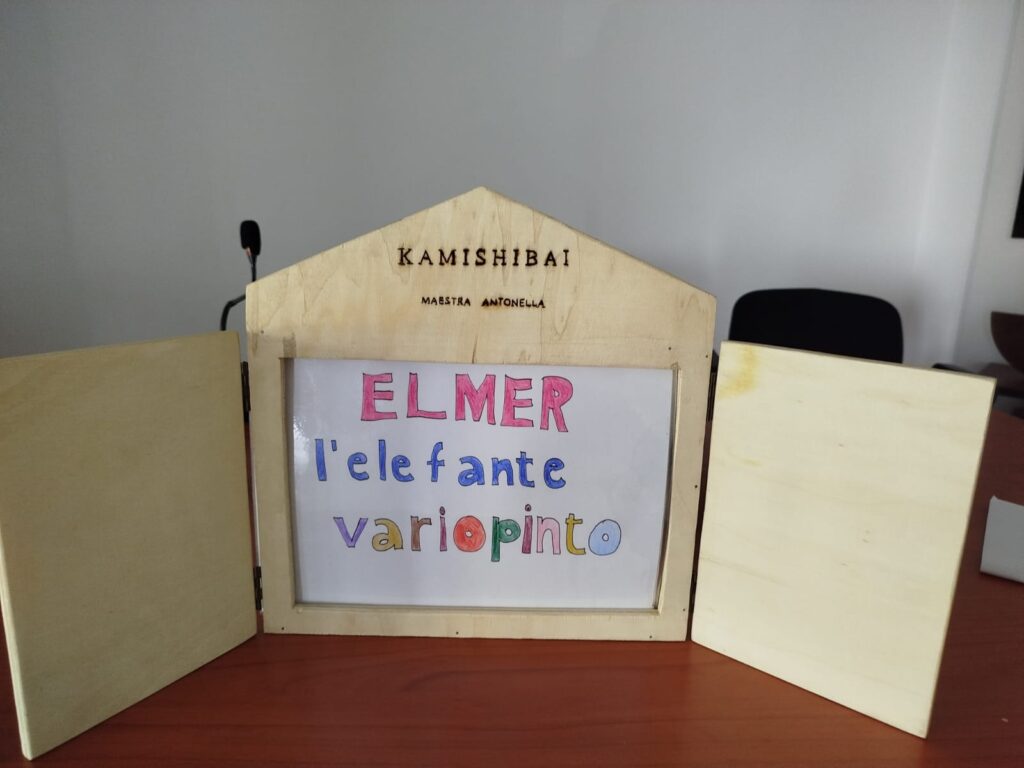 KAMISHIBAI
MAESTRA ANTONELLA
ELMER
l'elefante
variopinto